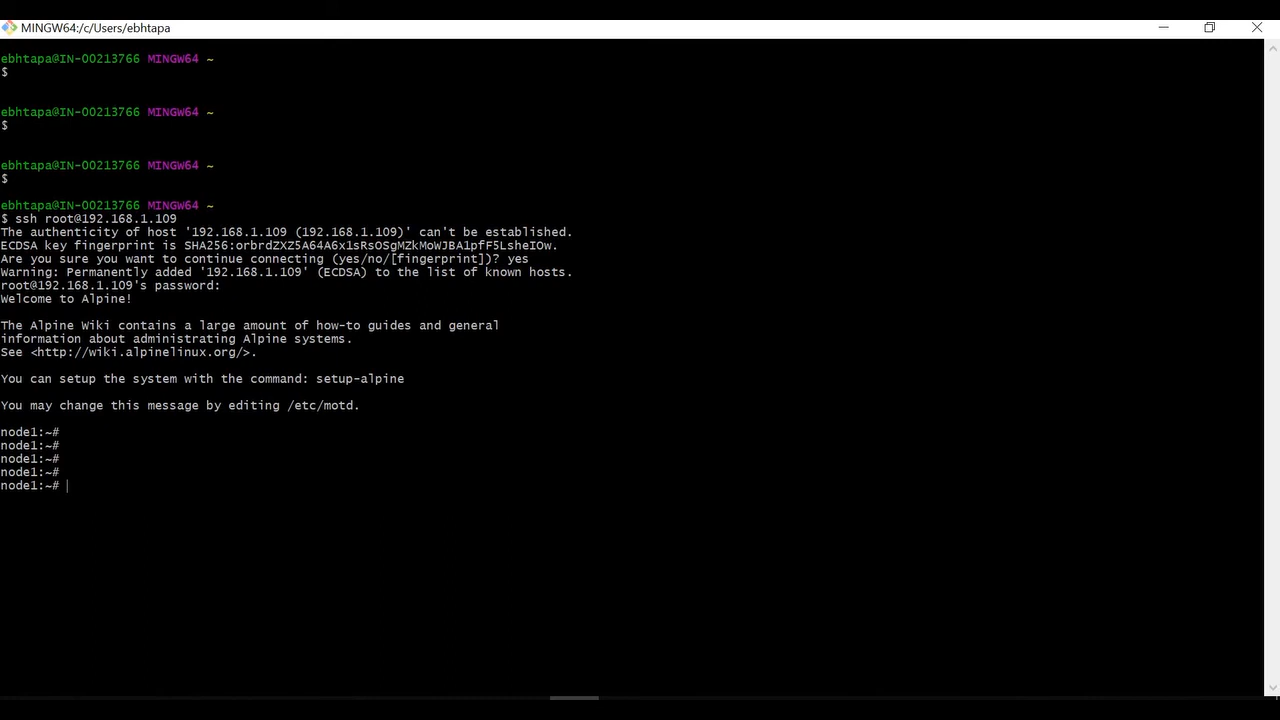 MINGW64:/c/Users/ebhtapa
ebhtapa@IN-00213766 MINGW64 ~
$
ebhtapa@IN-00213766 MINGW64 ~
$
ebhtapa@IN-00213766 MINGW64 ~
$
ebhtapa@IN-00213766 MINGW64 ~
$ ssh root@192.168.1.109
The authenticity of host '192.168.1.109 (192.168.1.109)' can't be established.
ECDSA key fingerprint is SHA256:orbrdZXZ5A64A6x1sRsOSgMZkMoWJBA1pfF5LsheIOw.
Are you sure you want to continue connecting (yes/no/[fingerprint])? yes
Warning: Permanently added '192.168.1.109' (ECDSA) to the list of known hosts.
root@192.168.1.109's password:
Welcome to Alpine!
The Alpine Wiki contains a large amount of how-to guides and general
information about administrating Alpine systems.
See <http://wiki.alpinelinux.org/>.
You can setup the system with the command: setup-alpine
You may change this message by editing /etc/motd.
node1:~#
node1:~#
node1:~#
node1:~#
node1:~#